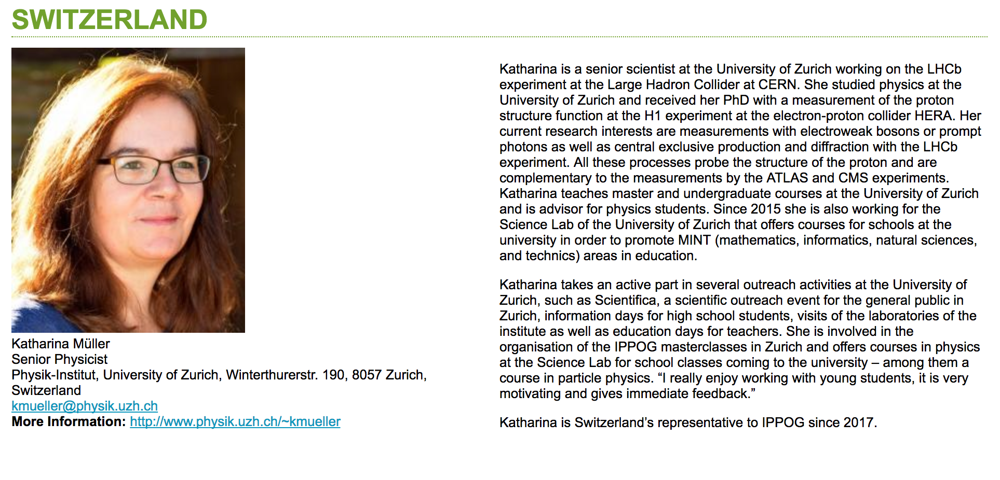 SWITZERLAND
Katharina Müller
Senior Physicist
Physik-Institut, University of Zurich, Winterthurerstr. 190, 8057 Zurich,
Switzerland
kmueller@physik.uzh.ch
More Information: http://www.physik.uzh.ch/~kmueller
Katharina is a senior scientist at the University of Zurich working on the LHCb
experiment at the Large Hadron Collider at CERN. She studied physics at the
University of Zurich and received her PhD with a measurement of the proton
structure function at the H1 experiment at the electron-proton collider HERA. Her
current research interests are measurements with electroweak bosons or prompt
photons as well as central exclusive production and diffraction with the LHCb
experiment. All these processes probe the structure of the proton and are
complementary to the measurements by the ATLAS and CMS experiments.
Katharina teaches master and undergraduate courses at the University of Zurich
and is advisor for physics students. Since 2015 she is also working for the
Science Lab of the University of Zurich that offers courses for schools at the
university in order to promote MINT (mathematics, informatics, natural sciences,
and technics) areas in education.
Katharina takes an active part in several outreach activities at the University of
Zurich, such as Scientifica, a scientific outreach event for the general public in
Zurich, information days for high school students, visits of the laboratories of the
institute as well as education days for teachers. She is involved in the
organisation of the IPPOG masterclasses in Zurich and offers courses in physics
at the Science Lab for school classes coming to the university – among them a
course in particle physics. “I really enjoy working with young students, it is very
motivating and gives immediate feedback.”
Katharina is Switzerland’s representative to IPPOG since 2017.